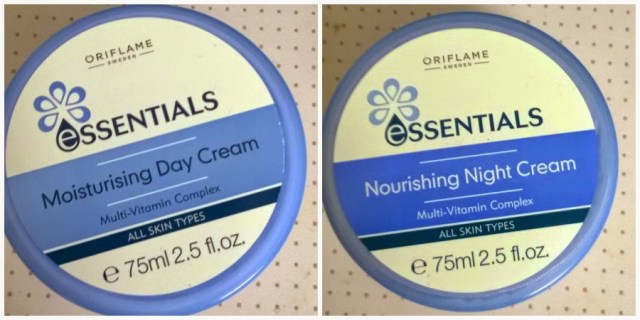 ORIFLAME
SWEDEN
eSSENTIALS
Moisturising Day Cream
Multi-Vitamin Complex
ALL SKIN TYPES
℮ 75ml 2.5 fl.oz.
ORIFLAME
SWEDEN
eSSENTIALS
Nourishing Night Cream
Multi-Vitamin Complex
ALL SKIN TYPES
℮ 75ml 2.5 fl.oz.